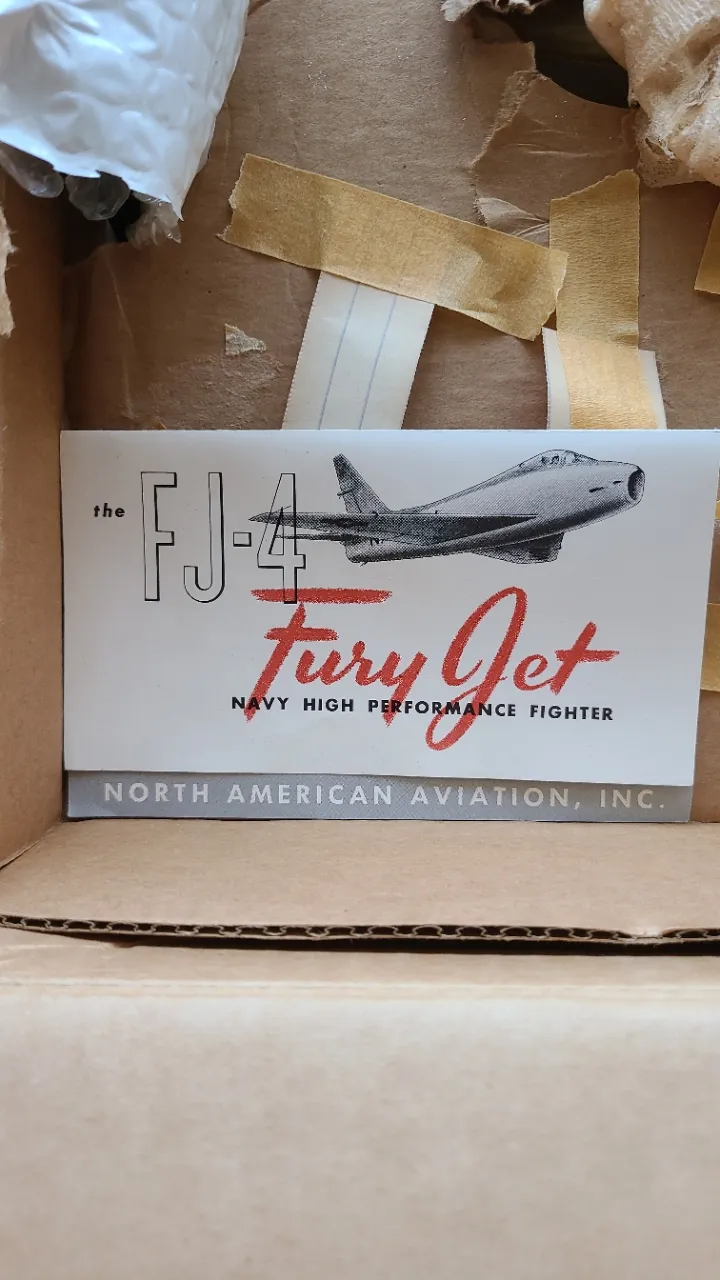 the FJ-4
Fury Jet
NAVY HIGH PERFORMANCE FIGHTER
NORTH AMERICAN AVIATION, INC.